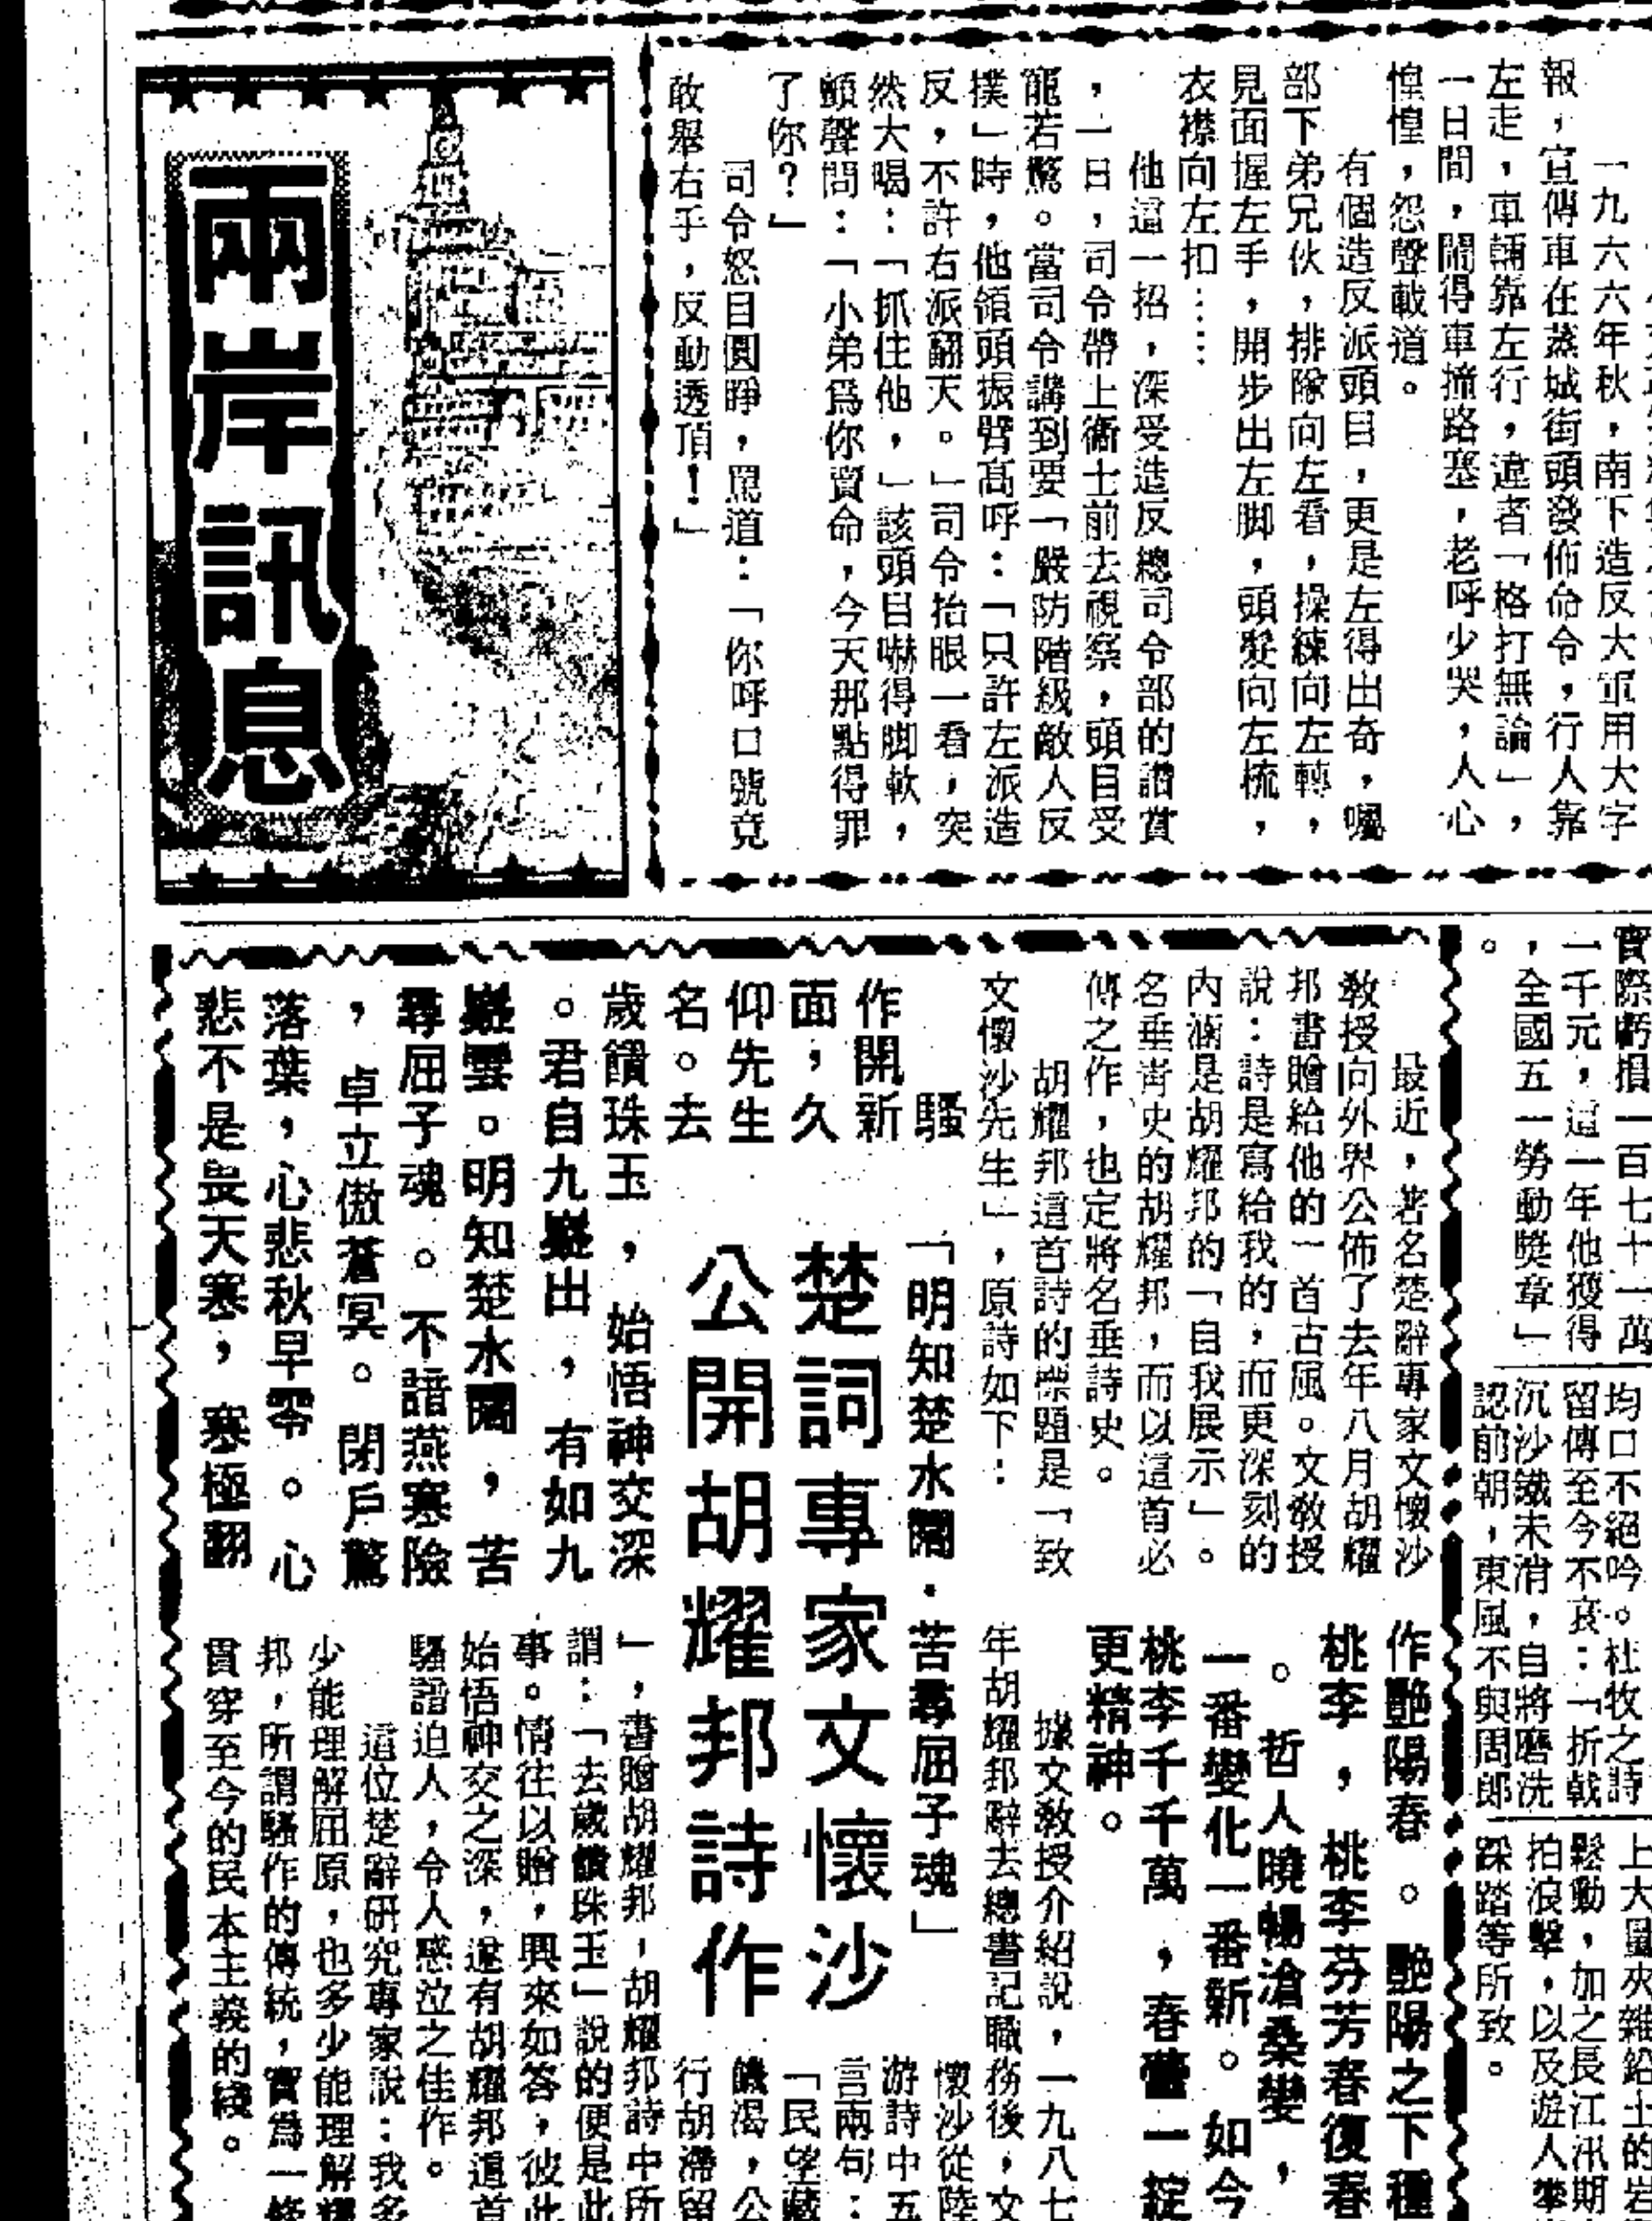 一九六六年秋，南下造反大軍用大字
報，宣傳車在蒸城街頭發佈命令，行人靠
左走，車輛靠左行，違者「格打無論」，
一日間，鬧得車撞路塞，老呼少哭，人心
惶惶，怨聲載道。
有個造反派頭目，更是左得出奇，囑
部下弟兄伙，排隊向左看，操練向左轉，
見面握左手，開步出左脚，頭髮向左梳，
衣襟向左扣……
他這一招，深受造反總司令部的讚賞
，一日，司令帶上衞士前去視察，頭目受
寵若驚。當司令講到要「嚴防階級敵人反
撲」時，他領頭振臂高呼：「只許左派造
反，不許右派翻天。」司令抬眼一看，突
然大喝：「抓住他，」該頭目嚇得脚軟，
顫聲問：「小弟爲你賣命，今天那點得罪
了你？」
司令怒目圓睜，罵道：「你呼口號竟
敢舉右手，反動透頂！」
兩岸訊息
實際虧損一百七十一萬
一千元，這一年他獲得
，全國五一勞動獎章」
。
均口不絕吟。杜牧之詩
留傳至今不衰：「折戟
沉沙鐵未消，自將磨洗
認前朝，東風不與周郎
上大量夾雜鉛土的岩
鬆動，加之長江汛期
拍浪擊，以及遊人攀
踩踏等所致。
「明知楚水闊·苦尋屈子魂」
楚詞專家文懷沙
公開胡耀邦詩作
最近，著名楚辭專家文懷沙
敎授向外界公佈了去年八月胡耀
邦書贈給他的一首古風。文敎授
說：詩是寫給我的，而更深刻的
內涵是胡耀邦的「自我展示」。
名垂靑史的胡耀邦，而以這首必
傳之作，也定將名垂詩史。
胡耀邦這首詩的標題是「致
文懷沙先生」，原詩如下：
騷
作開新
面，久
仰先生
名。去
歲饋珠玉，始悟神交深
。君自九嶷出，有如九
嶷雲。明知楚水闊，苦
尋屈子魂。不諳燕寒險
，卓立傲蒼冥。閉戶驚
落葉，心悲秋早零。心
悲不是畏天寒，寒極翻
作艷陽春。艷陽之下種
桃李，桃李芬芳春復春
。哲人曉暢滄桑變，
一番變化一番新。如今
桃李千千萬，春蕾一綻
更精神。
據文敎授介紹說，一九八七
年胡耀邦辭去總書記職務後，文
懷沙從陸
游詩中五
言兩句：
「民望
饑渴，公
行胡滯留
」，書贈胡耀邦，胡耀邦詩中所
謂：「去歲饋珠玉」說的便是此
事。情往以贈，興來如答，彼此
始悟神交之深，遂有胡耀邦這首
騷譜迫人，令人感泣之佳作。
這位楚辭研究專家說：我多
少能理解屈原，也多少能理解耀
邦，所謂騷作的傳統，實爲一條
貫穿至今的民本主義的綫。